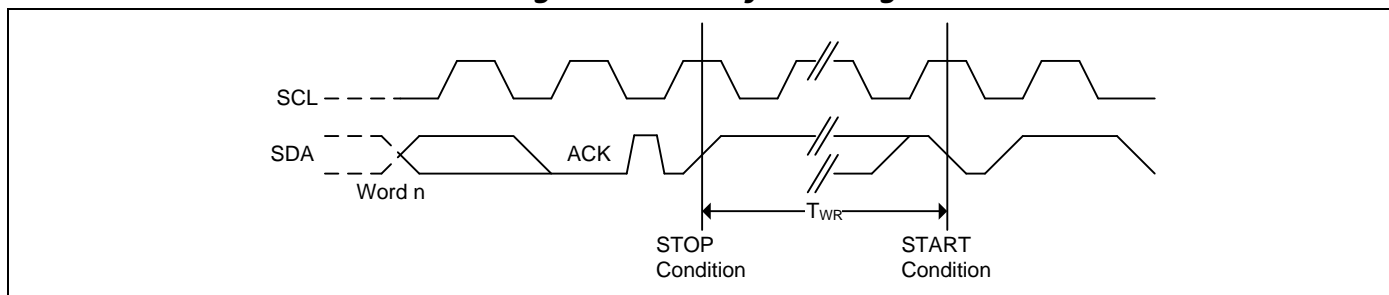 SCL
SDA
ACK
Word n
TWR
STOP
Condition
START
Condition